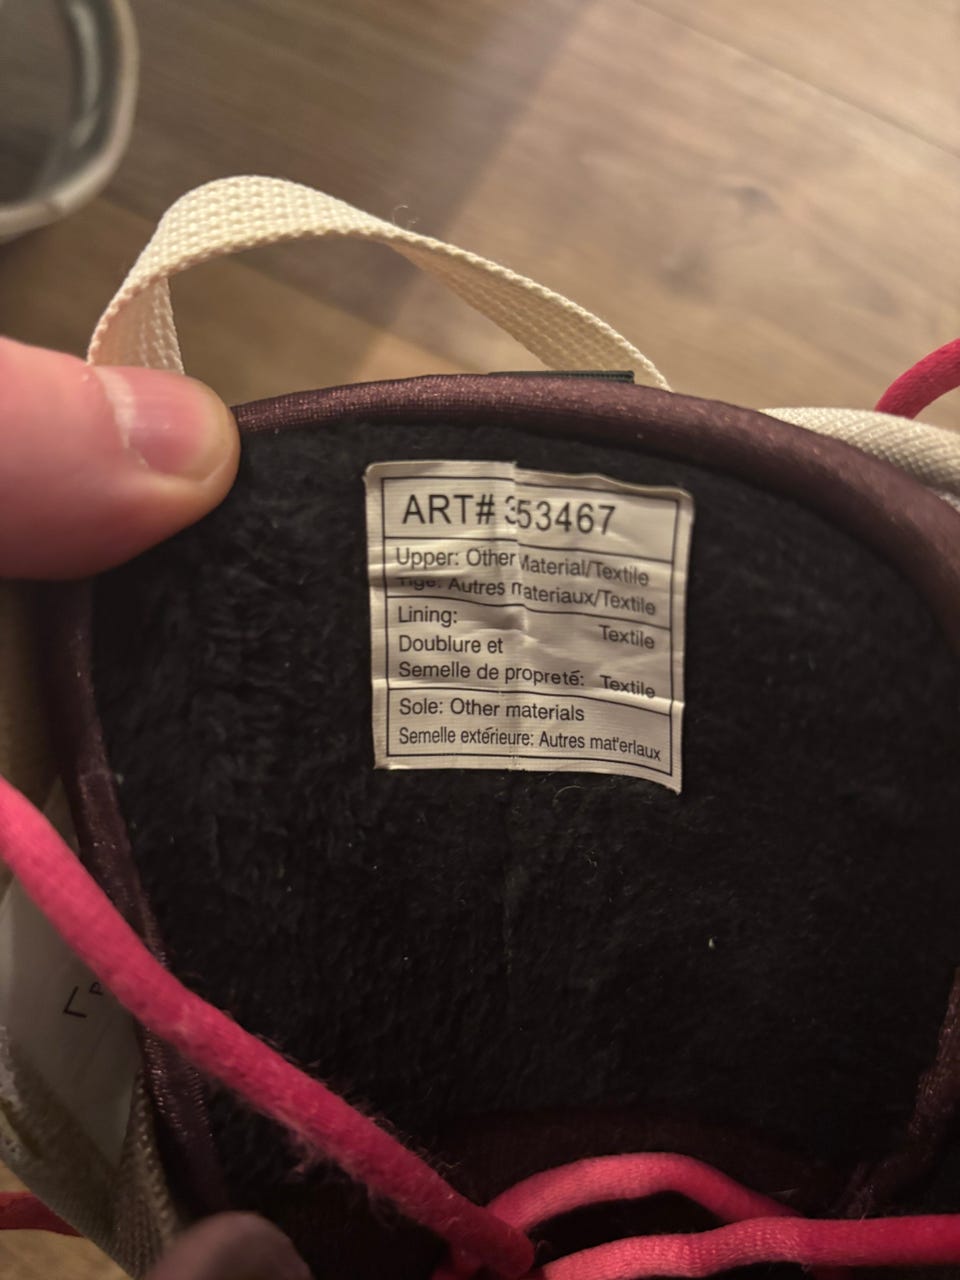 ART# 353467
Upper: Other Material/Textile
Tige: Autres materiaux/Textile
Lining:
Textile
Doublure et
Semelle de propreté: Textile
Sole: Other materials
Semelle extérieure: Autres mat'erlaux